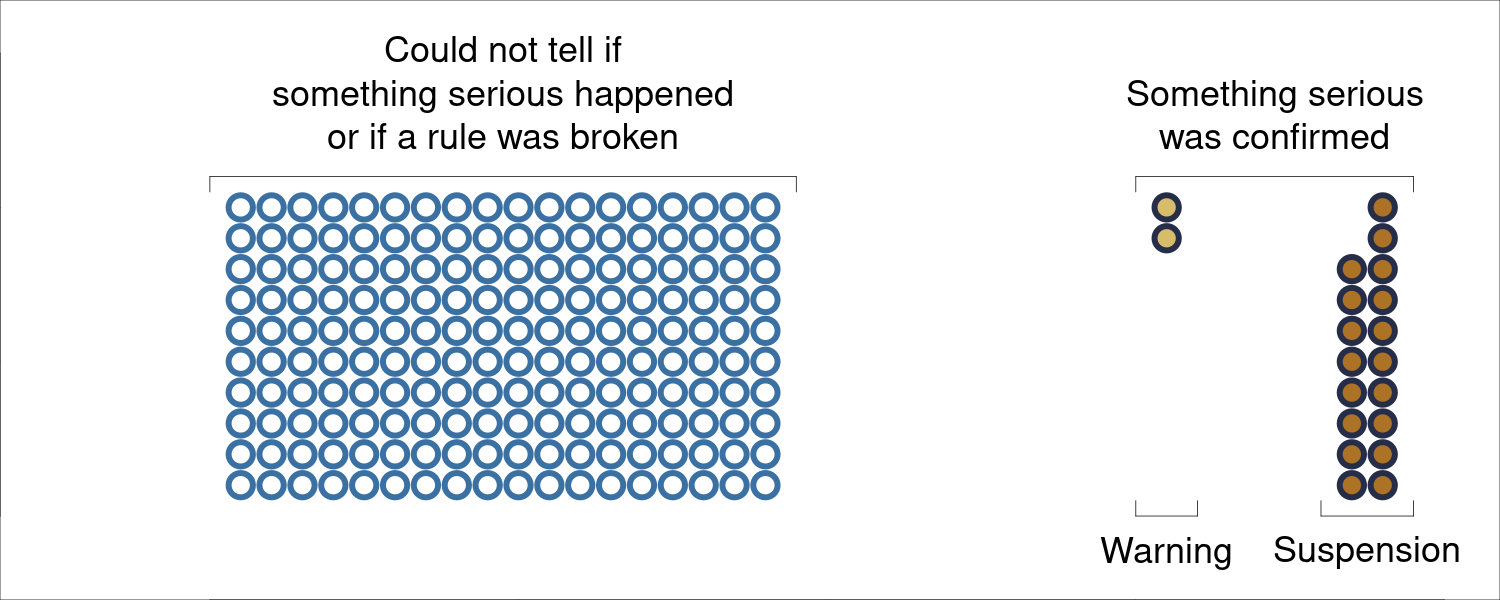 Could not tell if
something serious happened
or if a rule was broken
Something serious
was confirmed
Warning
Suspension